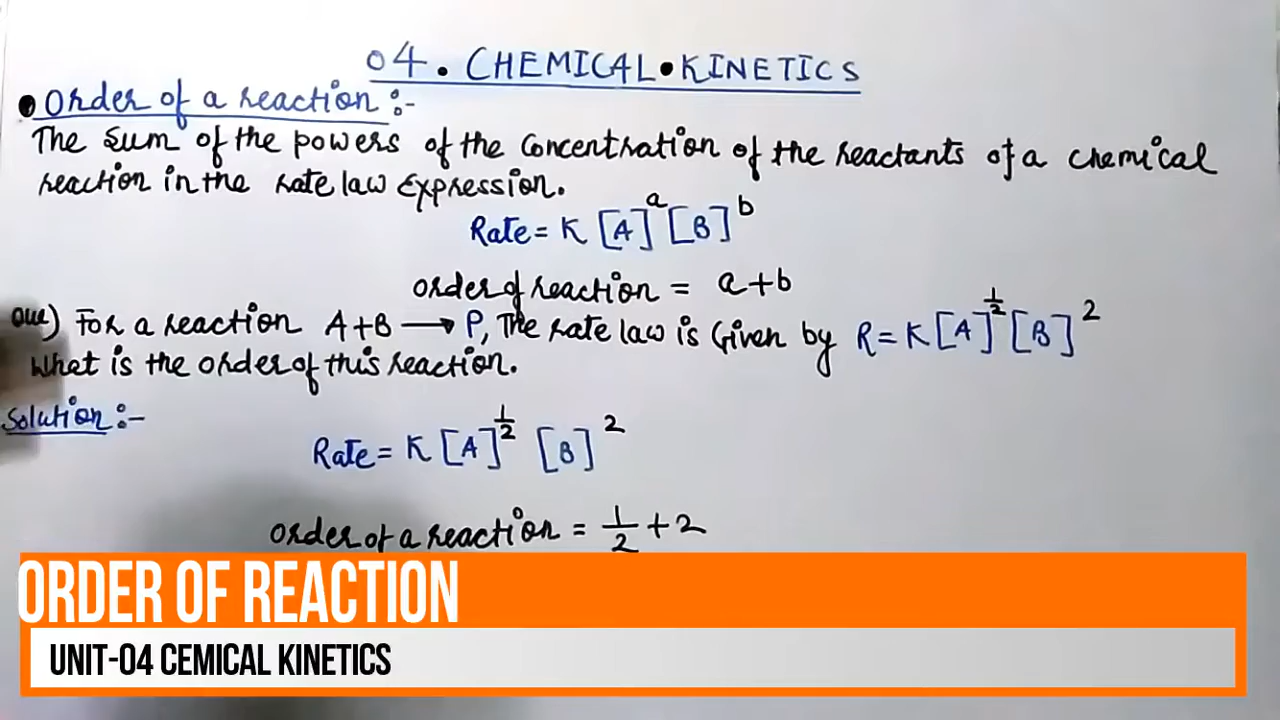 04. CHEMICAL KINETICS
Order of a reaction :-
The sum of the powers of the concentration of the reactants of a chemical
reaction in the rate law expression.
Rate = K [A]^a [B]^b
order of reaction = a+b
Que) For a reaction A+B → P, The rate law is Given by R = K[A]^1/2 [B]^2
What is the order of this reaction.
Solution :-
Rate = K [A]^1/2 [B]^2
order of a reaction = 1/2 + 2
ORDER OF REACTION
UNIT-04 CEMICAL KINETICS